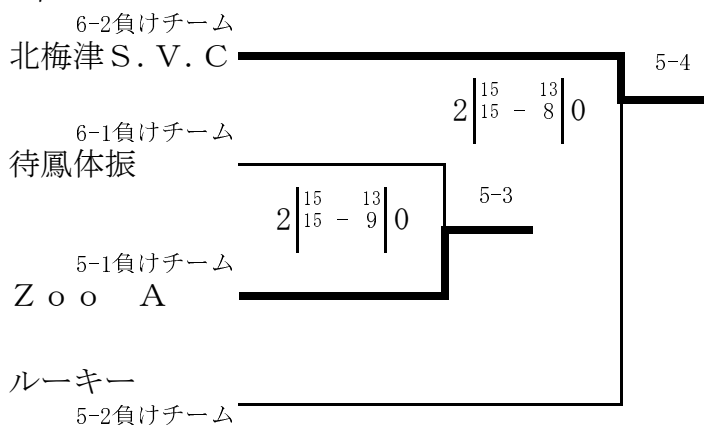 6-2負けチーム
北梅津Ｓ．Ｖ．Ｃ
5-4
2 15 - 13 0
15 - 8
6-1負けチーム
待鳳体振
5-3
2 15 - 13 0
15 - 9
5-1負けチーム
Ｚｏｏ　Ａ
ルーキー
5-2負けチーム